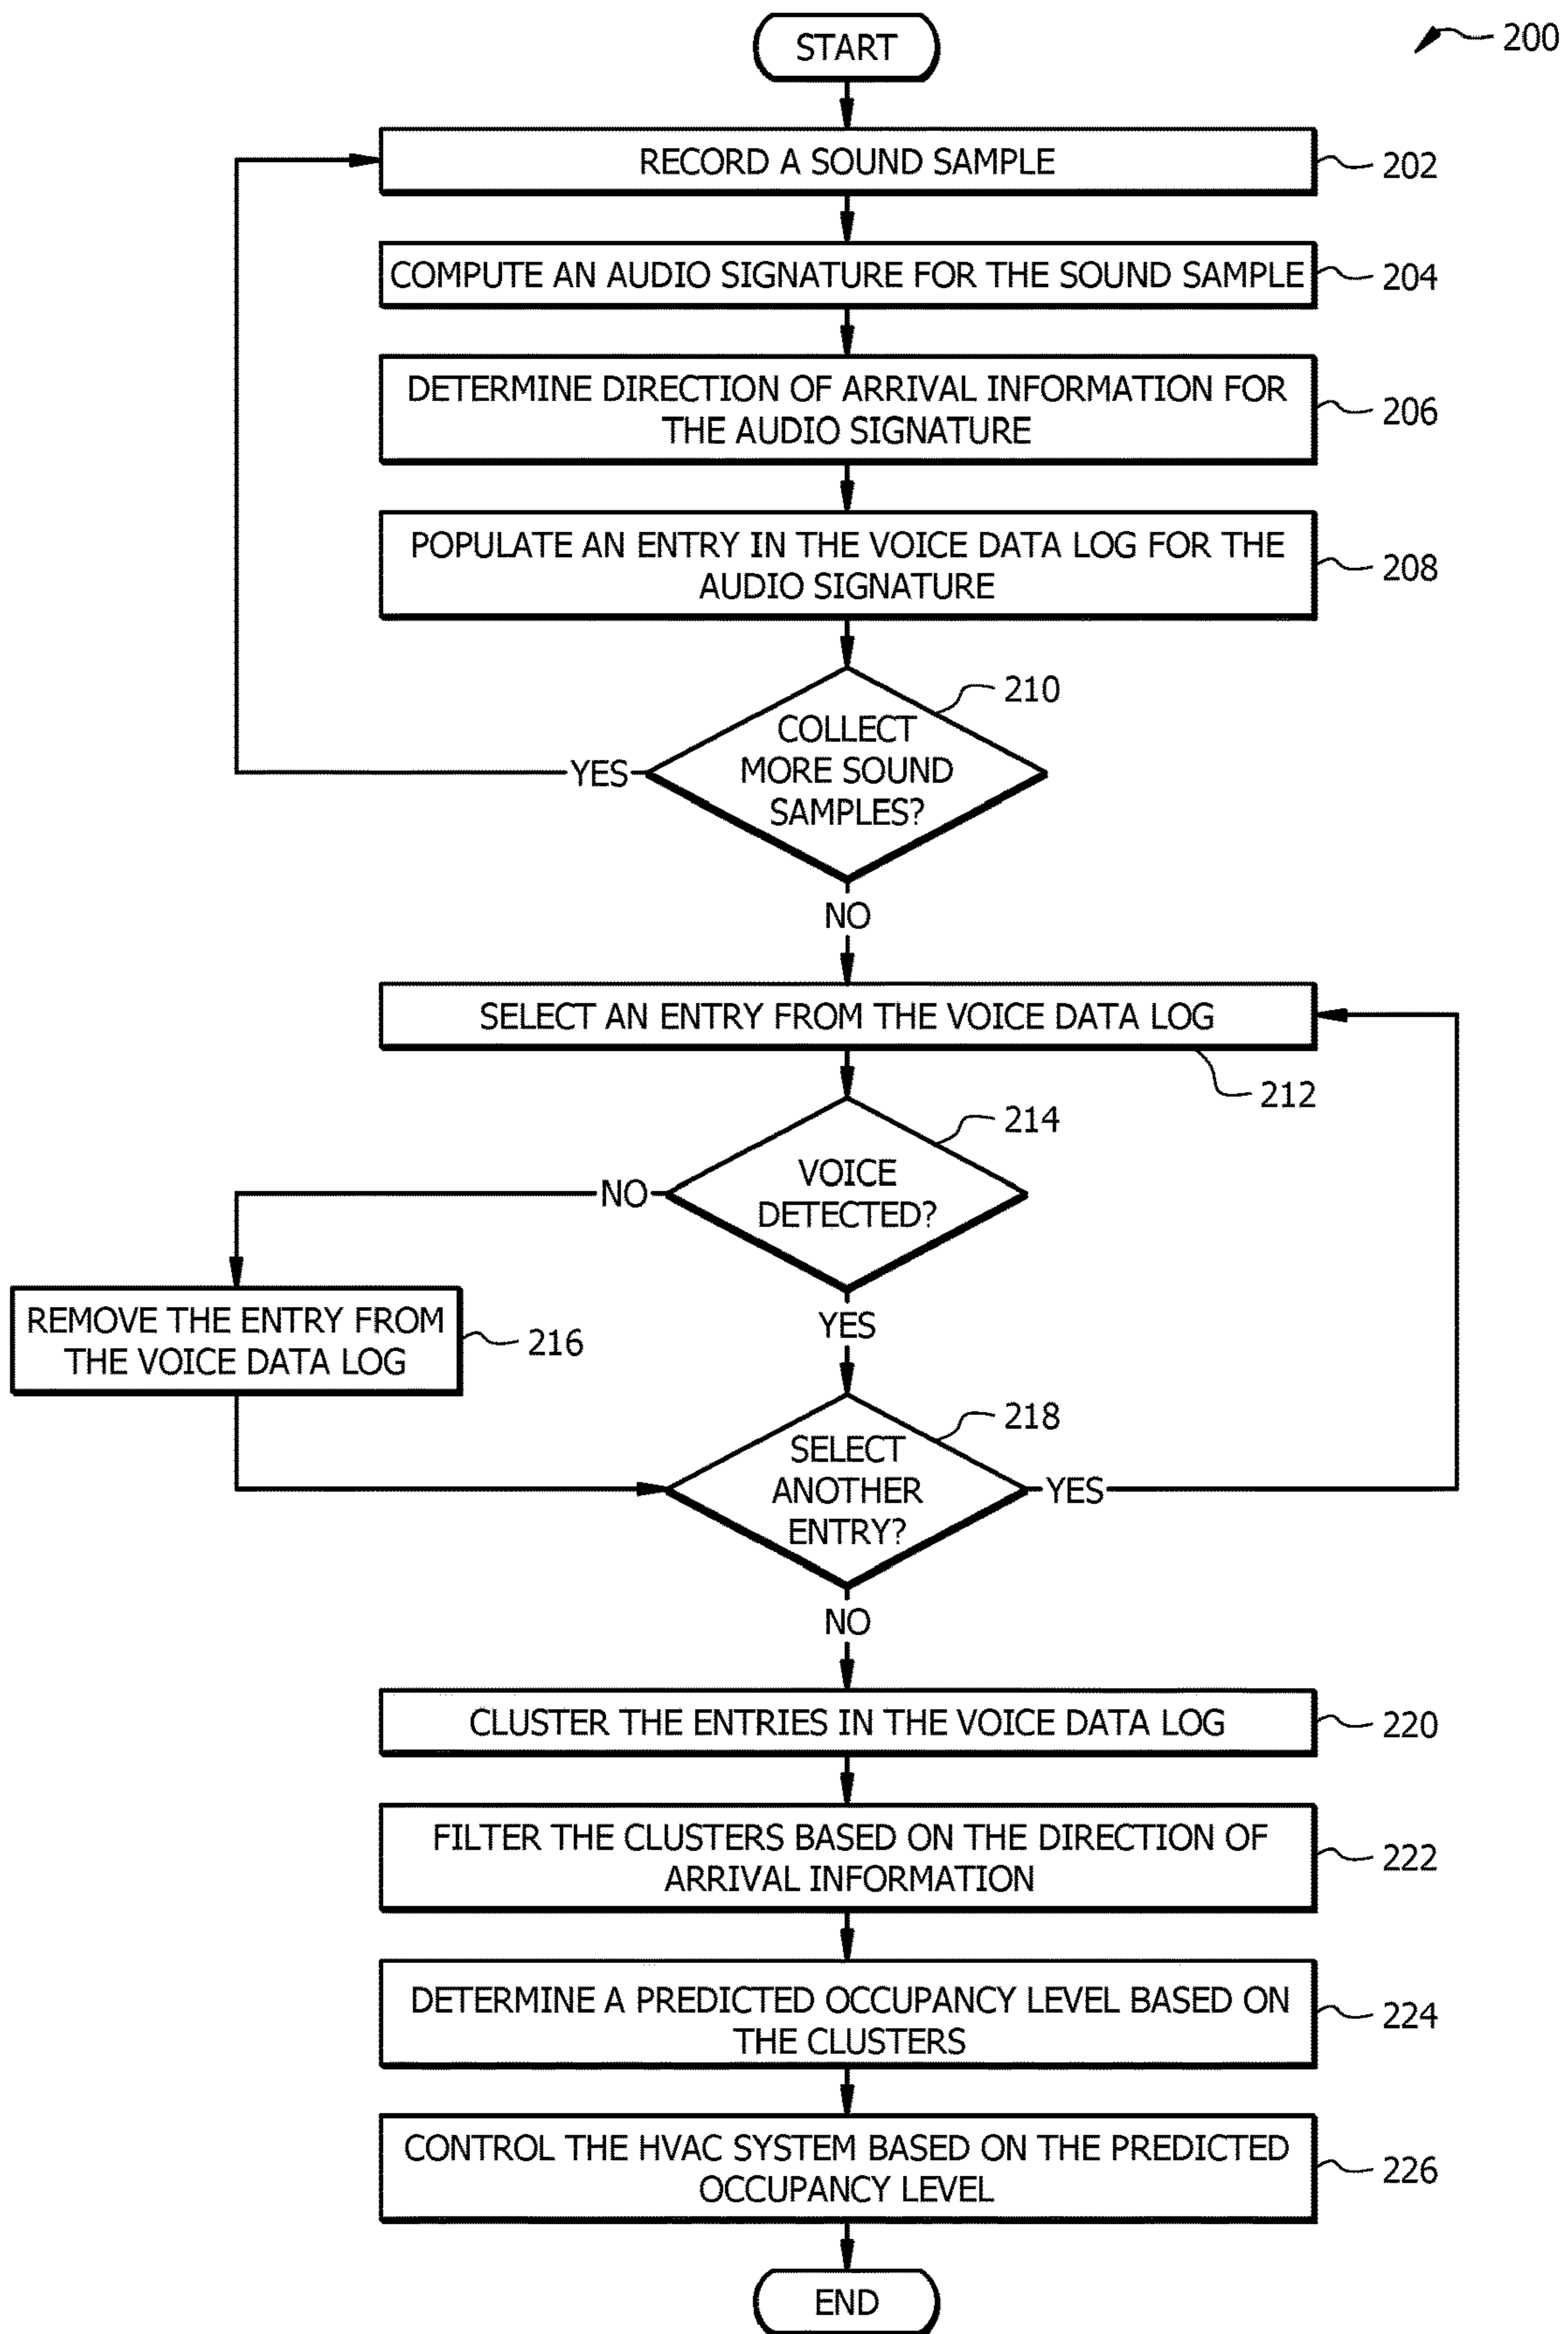 START
200
RECORD A SOUND SAMPLE
202
COMPUTE AN AUDIO SIGNATURE FOR THE SOUND SAMPLE
204
DETERMINE DIRECTION OF ARRIVAL INFORMATION FOR
THE AUDIO SIGNATURE
206
POPULATE AN ENTRY IN THE VOICE DATA LOG FOR THE
AUDIO SIGNATURE
208
210
COLLECT
MORE SOUND
SAMPLES?
YES
NO
SELECT AN ENTRY FROM THE VOICE DATA LOG
212
214
VOICE
DETECTED?
NO
YES
REMOVE THE ENTRY FROM
THE VOICE DATA LOG
216
218
SELECT
ANOTHER
ENTRY?
YES
NO
CLUSTER THE ENTRIES IN THE VOICE DATA LOG
220
FILTER THE CLUSTERS BASED ON THE DIRECTION OF
ARRIVAL INFORMATION
222
DETERMINE A PREDICTED OCCUPANCY LEVEL BASED ON
THE CLUSTERS
224
CONTROL THE HVAC SYSTEM BASED ON THE PREDICTED
OCCUPANCY LEVEL
226
END